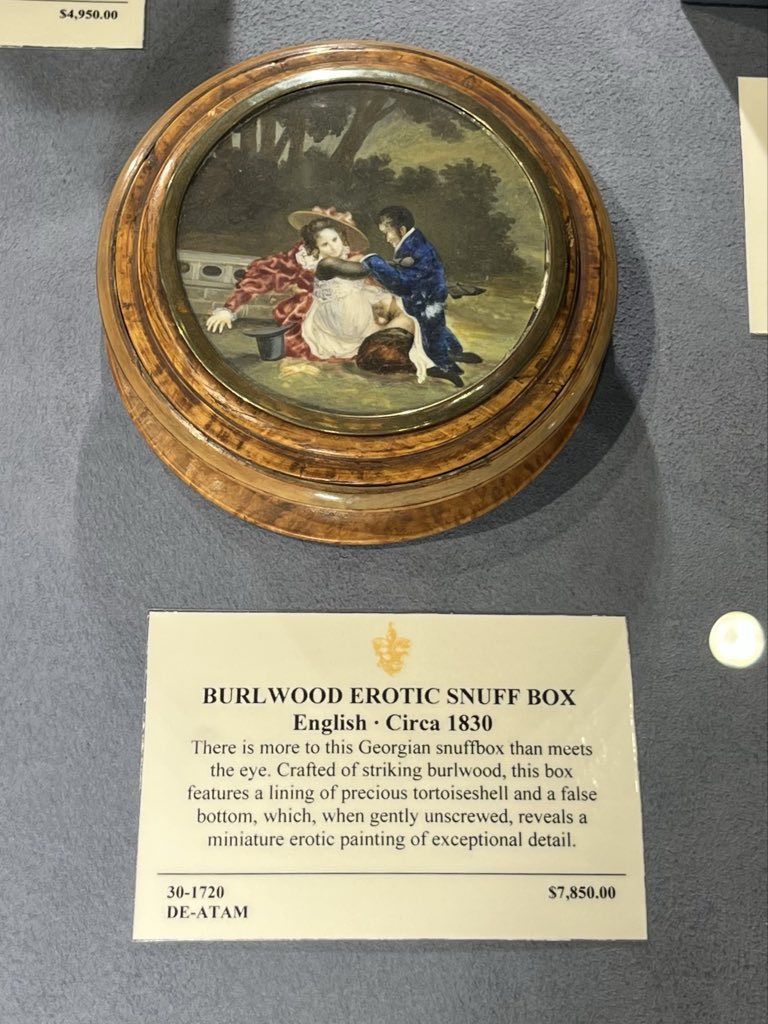 $4,950.00
BURLWOOD EROTIC SNUFF BOX
English · Circa 1830
There is more to this Georgian snuffbox than meets
the eye. Crafted of striking burlwood, this box
features a lining of precious tortoiseshell and a false
bottom, which, when gently unscrewed, reveals a
miniature erotic painting of exceptional detail.
30-1720 $7,850.00
DE-ATAM